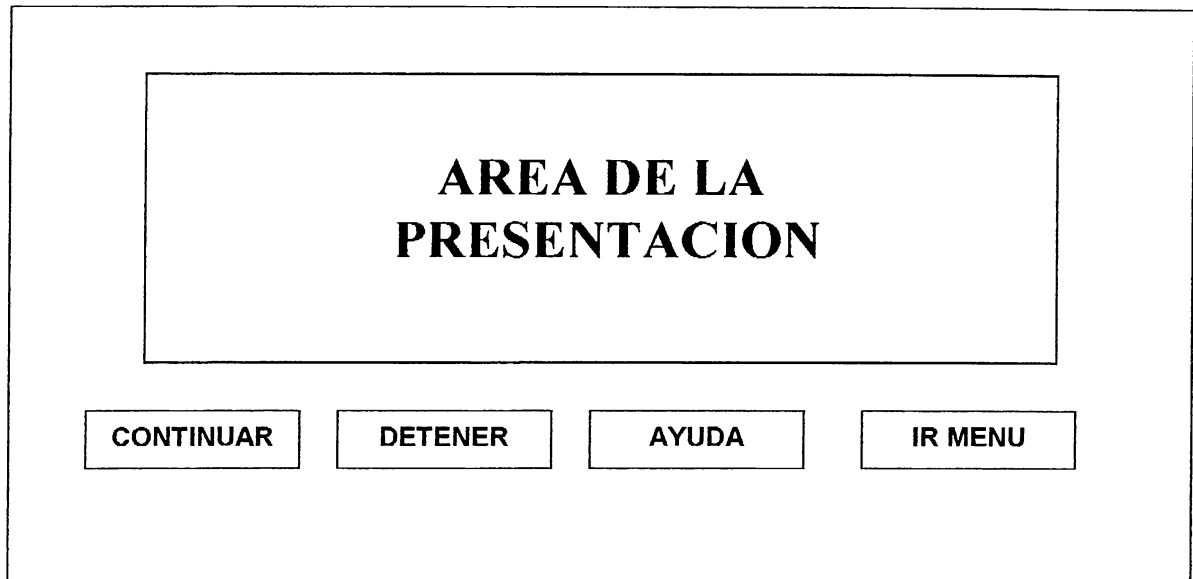 AREA DE LA
PRESENTACION
CONTINUAR DETENER AYUDA IR MENU